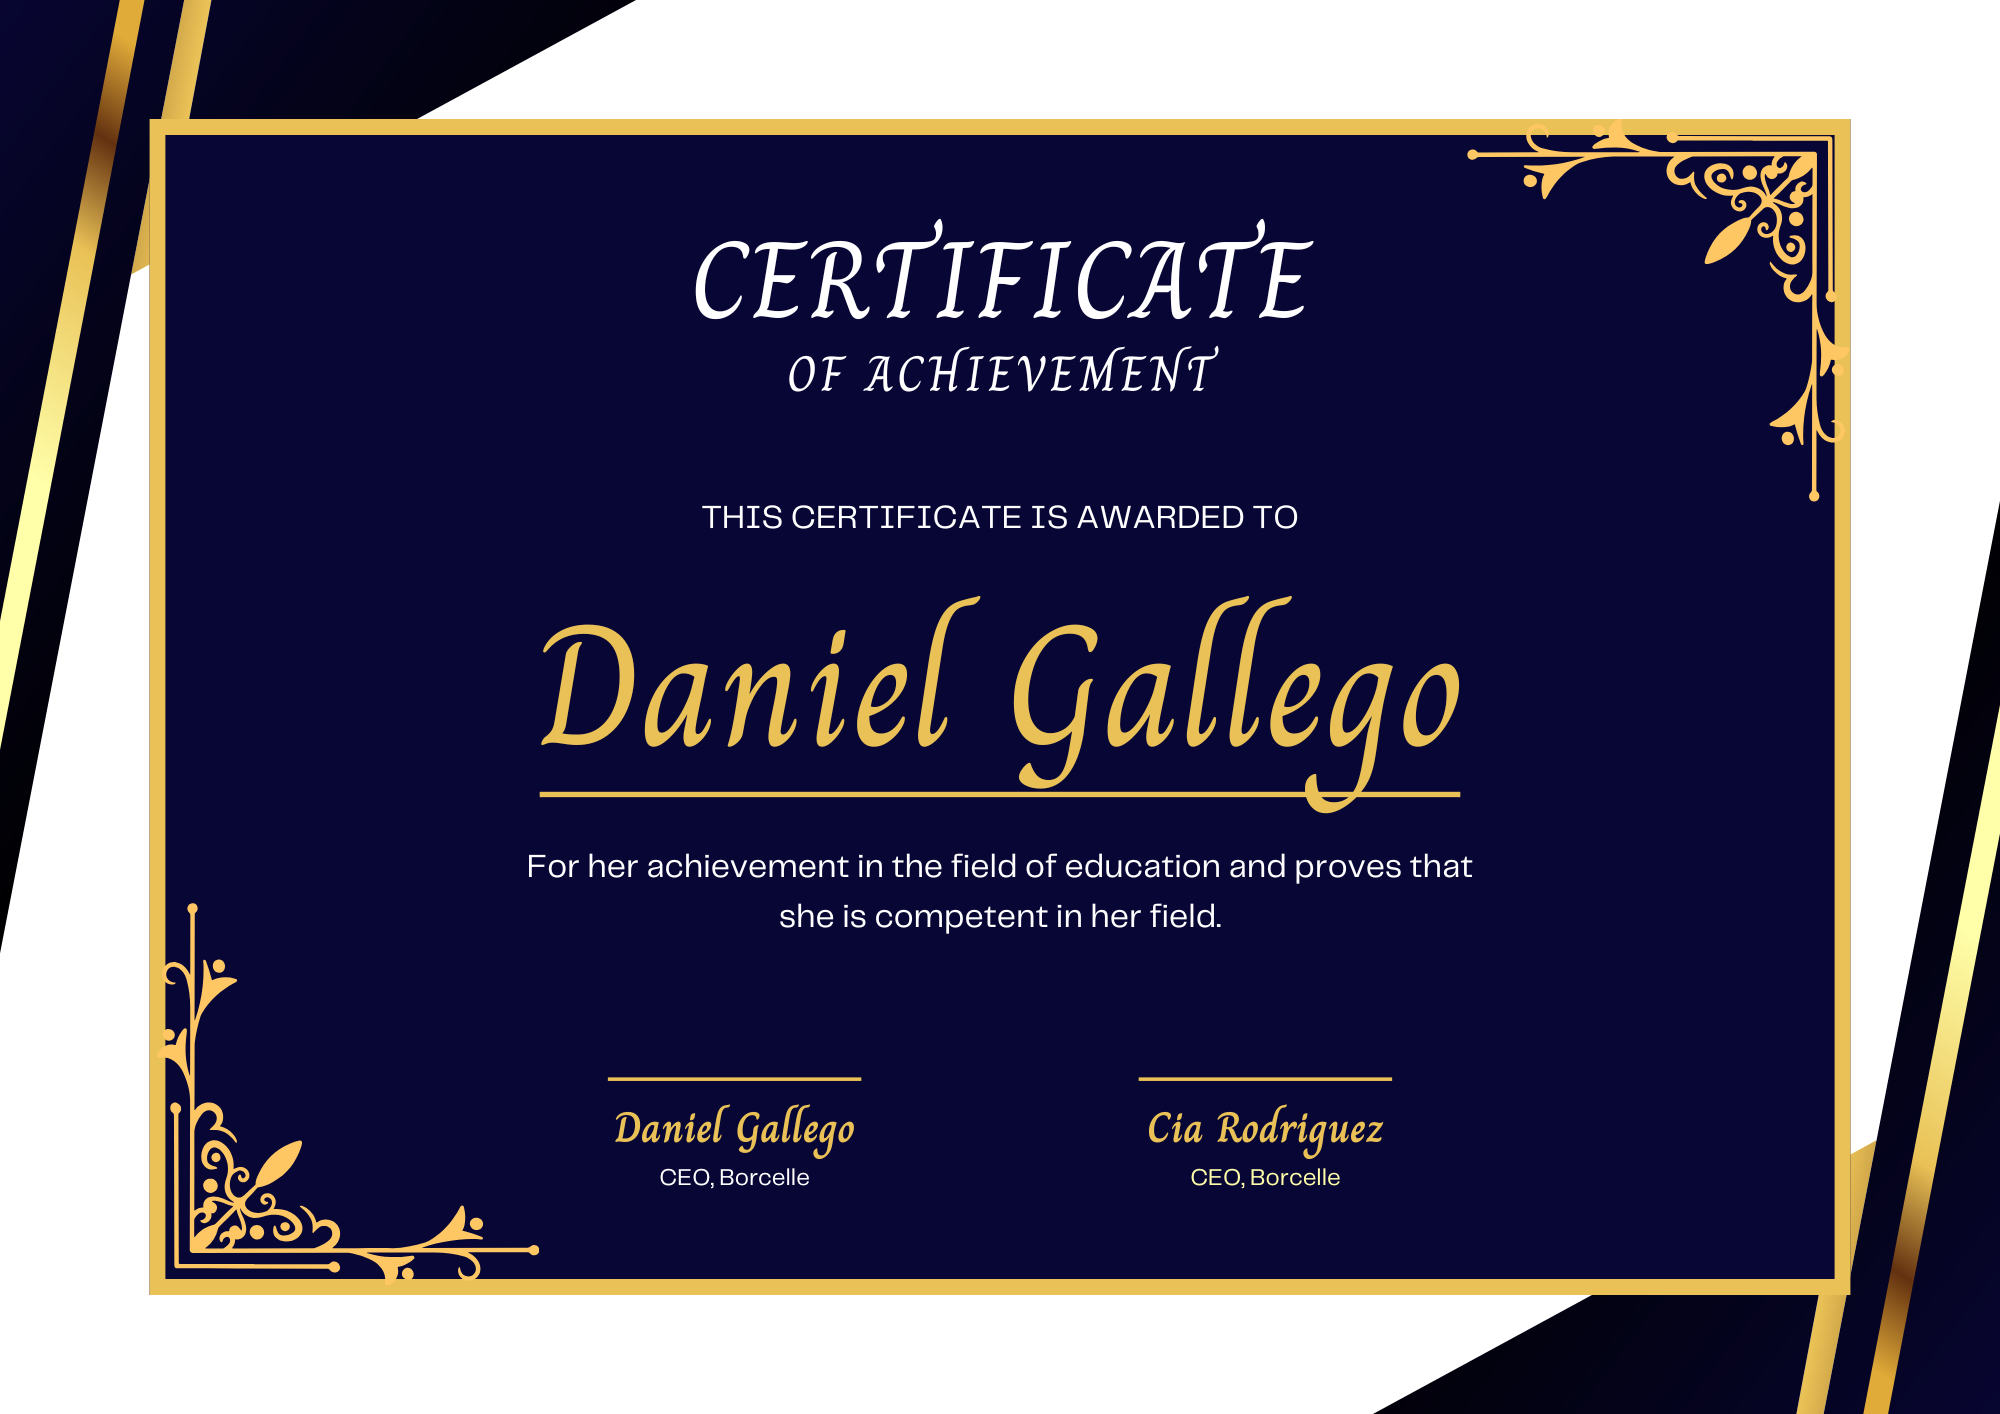 CERTIFICATE
OF ACHIEVEMENT
THIS CERTIFICATE IS AWARDED TO
Daniel Gallego
For her achievement in the field of education and proves that
she is competent in her field.
Daniel Gallego
CEO, Borcelle
Cia Rodriguez
CEO, Borcelle